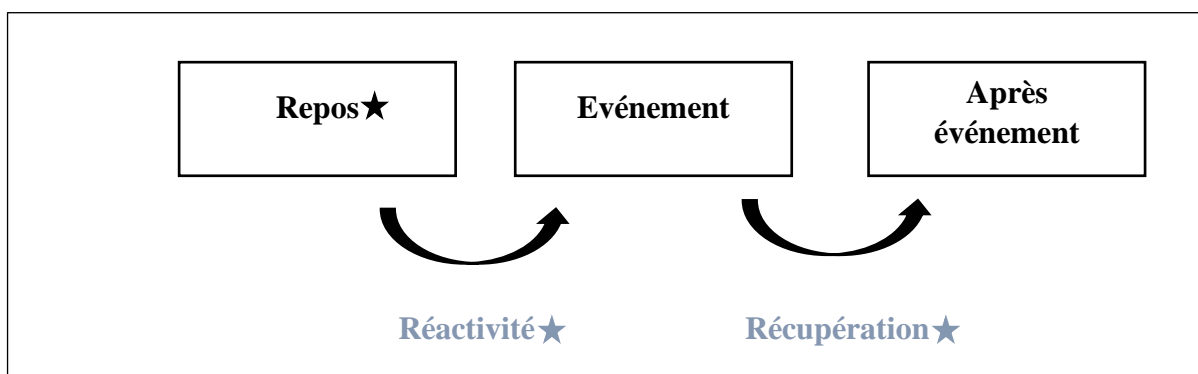 Repos★
Evénement
Après
événement
Réactivité★
Récupération★